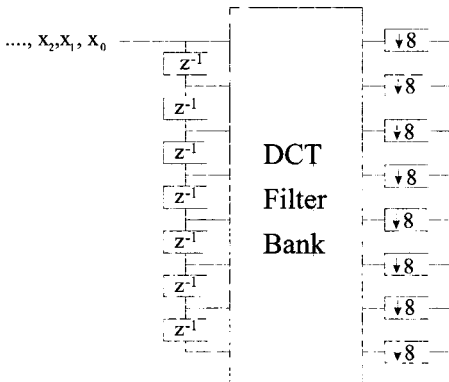 ...., x₂,x₁, x₀
z⁻¹
z⁻¹
z⁻¹
z⁻¹
z⁻¹
z⁻¹
z⁻¹
DCT
Filter
Bank
↓8
↓8
↓8
↓8
↓8
↓8
↓8
↓8